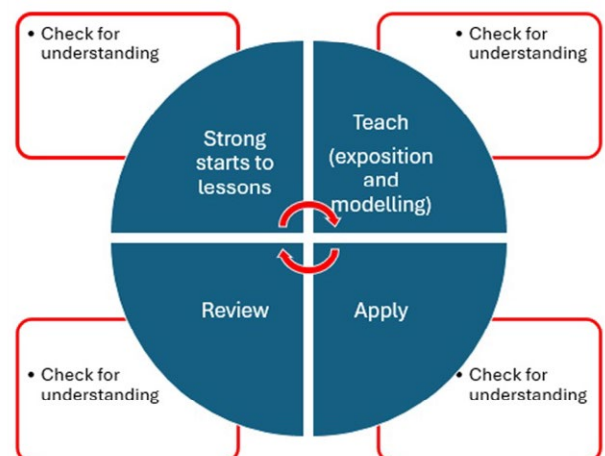 • Check for
understanding
• Check for
understanding
Strong
starts to
lessons
Teach
(exposition
and
modelling)
Review
Apply
• Check for
understanding
• Check for
understanding